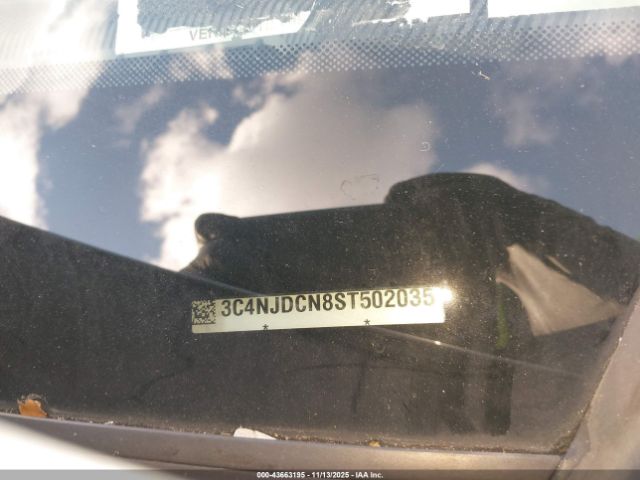 3C4NJDCN8ST502035
* *
000-43663195 - 11/13/2025 - IAA Inc.